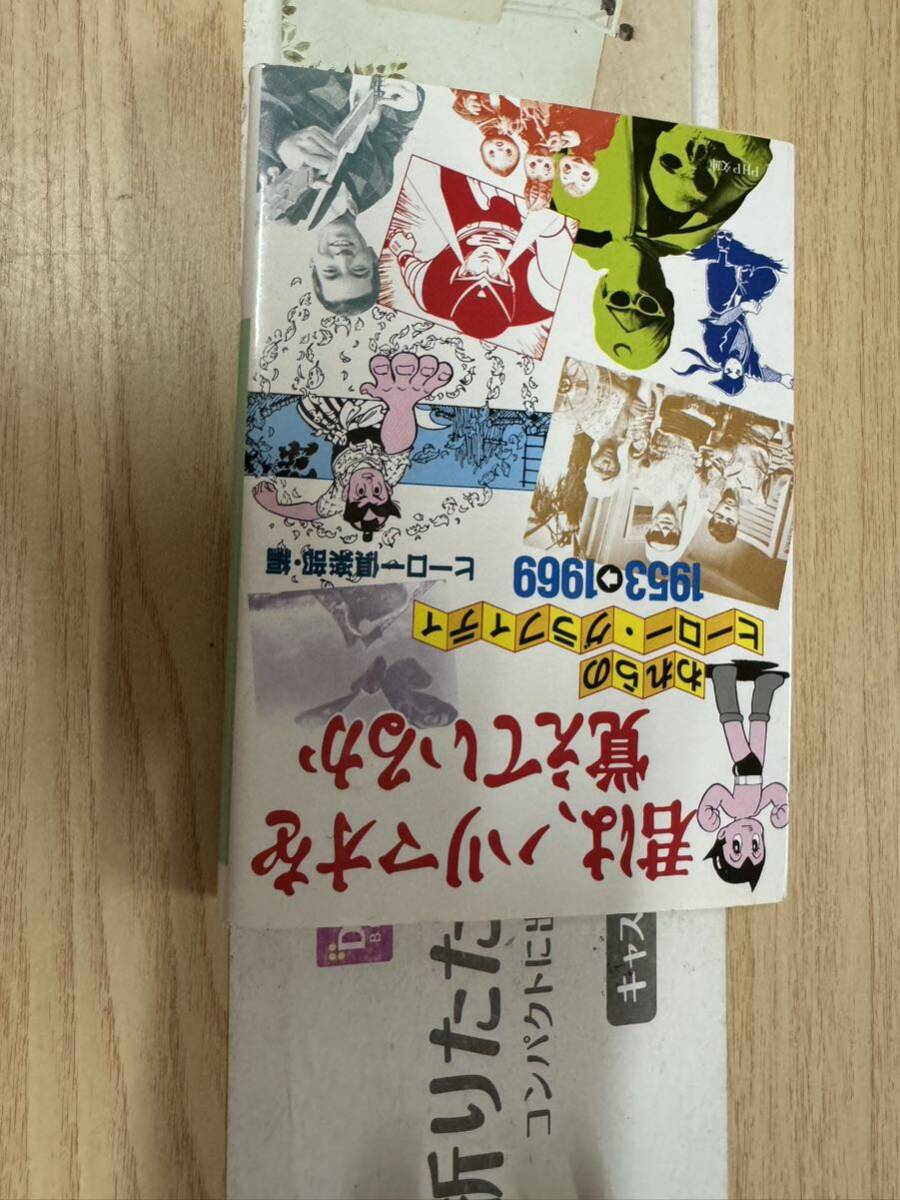 君は、ハリマオを
覚えているか
われらの
ヒーロー・グラフィティ
1953➲1969
ヒーロー倶楽部・編
PHP文庫
折りたた
コンパクトに
キャス
D
B